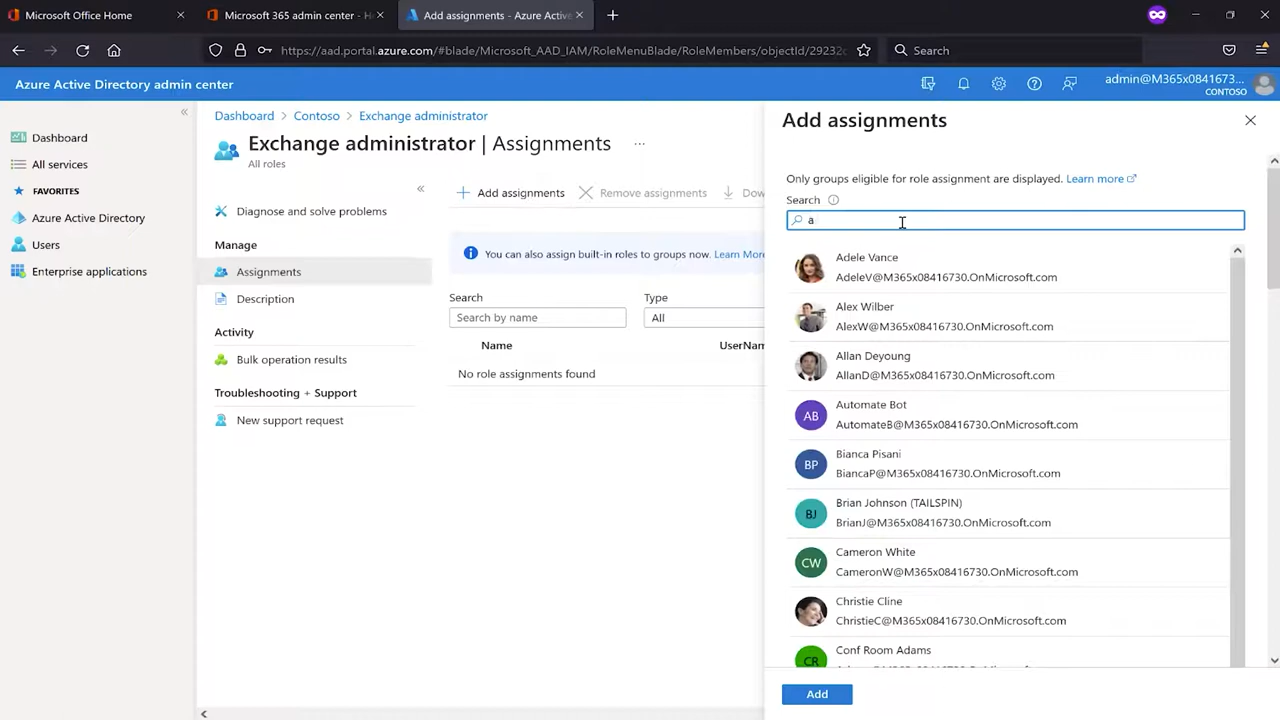 Microsoft Office Home
Microsoft 365 admin center - H
Add assignments - Azure Active
https://aad.portal.azure.com/#blade/Microsoft_AAD_IAM/RoleMenuBlade/RoleMembers/objectId/29232c
Search
Azure Active Directory admin center
admin@M365x0841673...
CONTOSO
Dashboard
All services
FAVORITES
Azure Active Directory
Users
Enterprise applications
Dashboard > Contoso > Exchange administrator
Exchange administrator | Assignments ...
All roles
Diagnose and solve problems
Manage
Assignments
Description
Activity
Bulk operation results
Troubleshooting + Support
New support request
Add assignments
Remove assignments
Dow
You can also assign built-in roles to groups now. Learn More
Search
Type
Search by name
All
Name
UserNam
No role assignments found
Add assignments
Only groups eligible for role assignment are displayed. Learn more
Search
a
Adele Vance
AdeleV@M365x08416730.OnMicrosoft.com
Alex Wilber
AlexW@M365x08416730.OnMicrosoft.com
Allan Deyoung
AllanD@M365x08416730.OnMicrosoft.com
AB
Automate Bot
AutomateB@M365x08416730.OnMicrosoft.com
BP
Bianca Pisani
BiancaP@M365x08416730.OnMicrosoft.com
BJ
Brian Johnson (TAILSPIN)
BrianJ@M365x08416730.OnMicrosoft.com
CW
Cameron White
CameronW@M365x08416730.OnMicrosoft.com
Christie Cline
ChristieC@M365x08416730.OnMicrosoft.com
CR
Conf Room Adams
Add